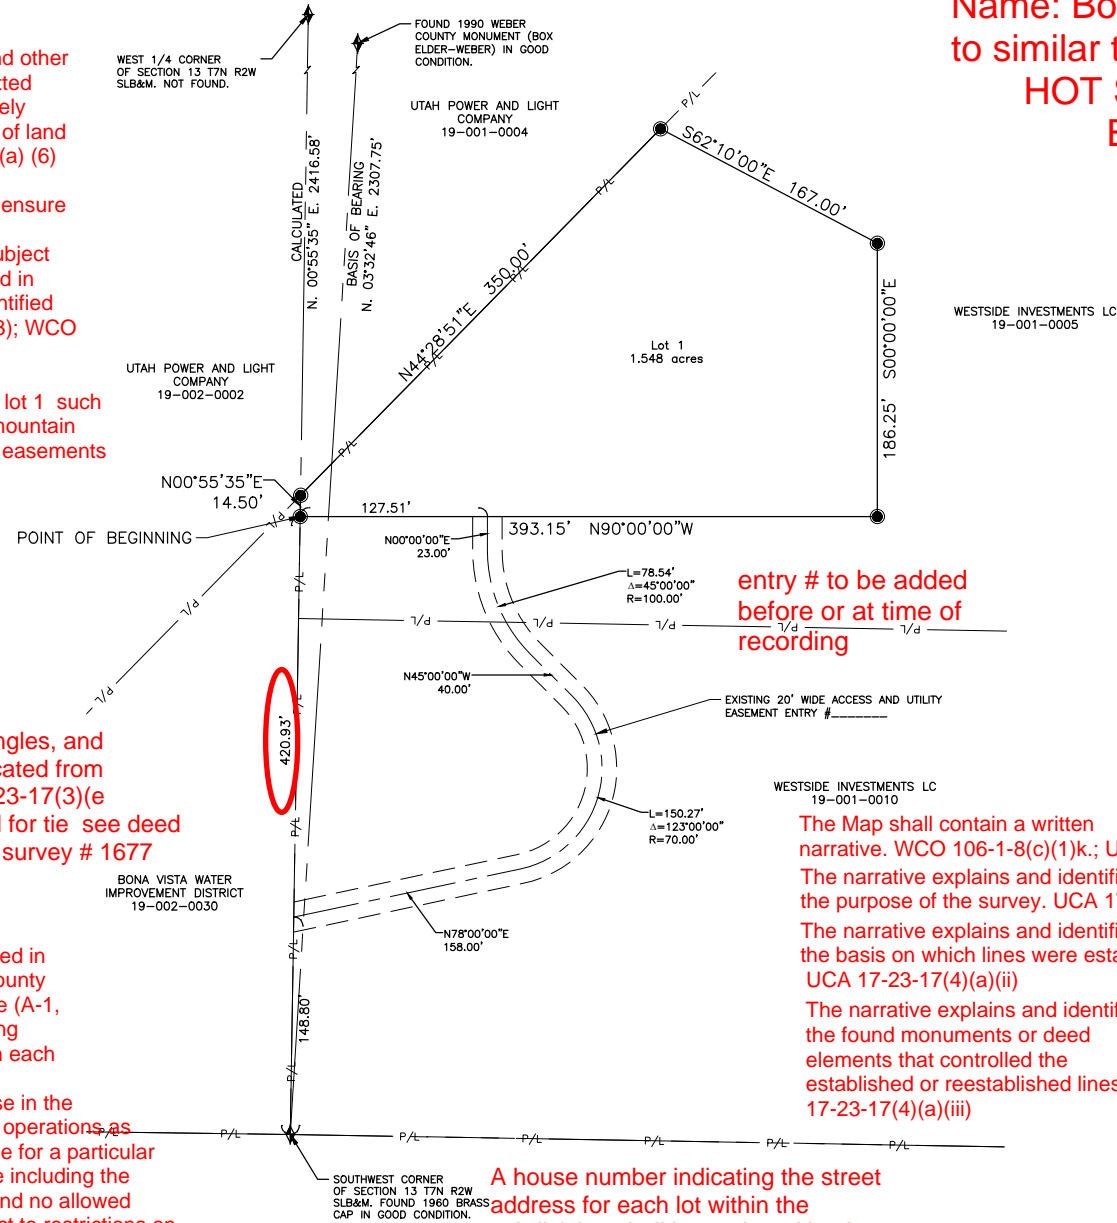 Name: Bo
to similar t
HOT
FOUND 1990 WEBER
COUNTY MONUMENT (BOX
ELDER-WEBER) IN GOOD
CONDITION.
WEST 1/4 CORNER
OF SECTION 13 T7N R2W
SLB&M. NOT FOUND.
nd other
tted
ely
of land
(a) (6)
ensure
ubject
d in
ntified
3); WCO
lot 1 such
mountain
easements
UTAH POWER AND LIGHT
COMPANY
19-001-0004
P/L
S62°10'00"E 167.00'
CALCULATED
N. 00°55'35" E. 2416.58'
BASIS OF BEARING
N. 03°32'46" E. 2307.75'
P/L
N44°28'51"E 350.00'
P/L
P/L
P/L
S00°00'00"E
186.25'
WESTSIDE INVESTMENTS LC
19-001-0005
Lot 1
1.548 acres
UTAH POWER AND LIGHT
COMPANY
19-002-0002
N00°55'35"E
14.50'
POINT OF BEGINNING
P/L
P/L
P/L
127.51'
393.15' N90°00'00"W
N00°00'00"E
23.00'
L=78.54'
Δ=45°00'00"
R=100.00'
entry # to be added
before or at time of
recording
P/L
P/L
P/L
P/L
P/L
P/L
N45°00'00"W
40.00'
EXISTING 20' WIDE ACCESS AND UTILITY
EASEMENT ENTRY #_______
P/L
420.93'
ngles, and
cated from
23-17(3)(e
d for tie see deed
survey # 1677
WESTSIDE INVESTMENTS LC
19-001-0010
L=150.27'
Δ=123°00'00"
R=70.00'
P/L
BONA VISTA WATER
IMPROVEMENT DISTRICT
19-002-0030
N78°00'00"E
158.00'
P/L
148.80'
P/L
The Map shall contain a written
narrative. WCO 106-1-8(c)(1)k.; U
The narrative explains and identifi
the purpose of the survey. UCA 1
The narrative explains and identifi
the basis on which lines were esta
UCA 17-23-17(4)(a)(ii)
The narrative explains and identif
the found monuments or deed
elements that controlled the
established or reestablished lines
17-23-17(4)(a)(iii)
ed in
ounty
e (A-1,
ng
n each
se in the
operations as
e for a particular
e including the
nd no allowed
ct to restrictions on
P/L
P/L
P/L
P/L
P/L
P/L
P/L
SOUTHWEST CORNER
OF SECTION 13 T7N R2W
SLB&M. FOUND 1960 BRASS
CAP IN GOOD CONDITION.
A house number indicating the street
address for each lot within the